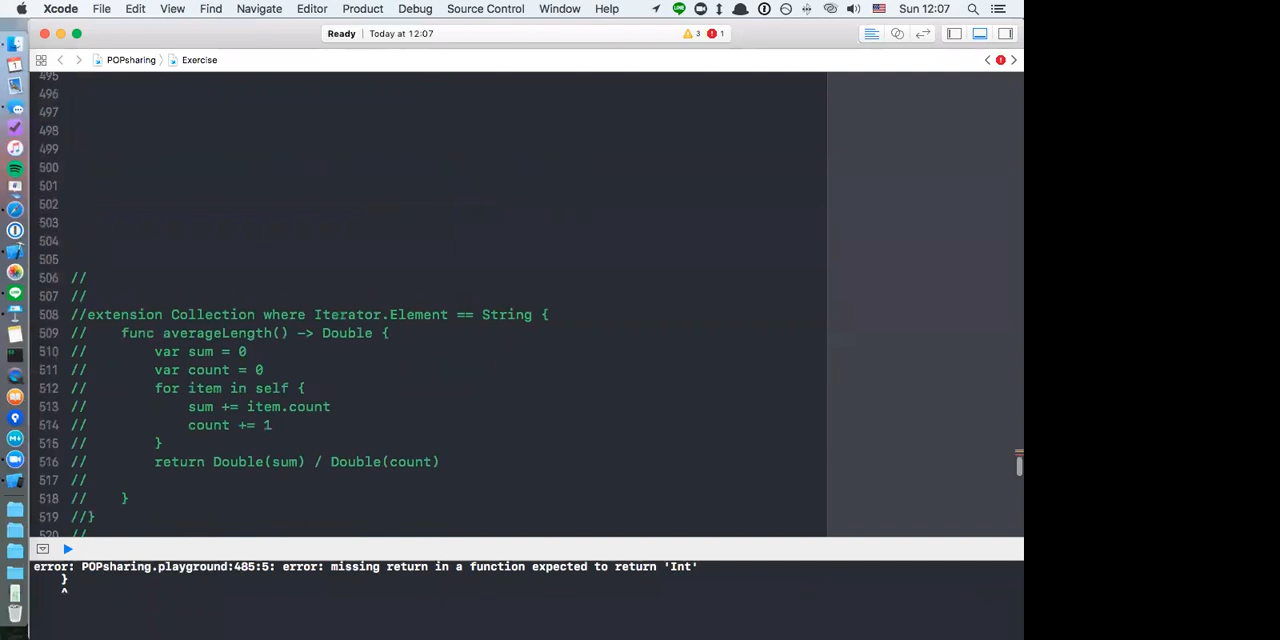 Xcode File Edit View Find Navigate Editor Product Debug Source Control Window Help Sun 12:07
Ready | Today at 12:07 3 1
POPsharing Exercise
495
496
497
498
499
500
501
502
503
504
505
506 //
507 //
508 //extension Collection where Iterator.Element == String {
509 // func averageLength() -> Double {
510 // var sum = 0
511 // var count = 0
512 // for item in self {
513 // sum += item.count
514 // count += 1
515 // }
516 // return Double(sum) / Double(count)
517 //
518 // }
519 //}
520 //
error: POPsharing.playground:485:5: error: missing return in a function expected to return 'Int'
}
^